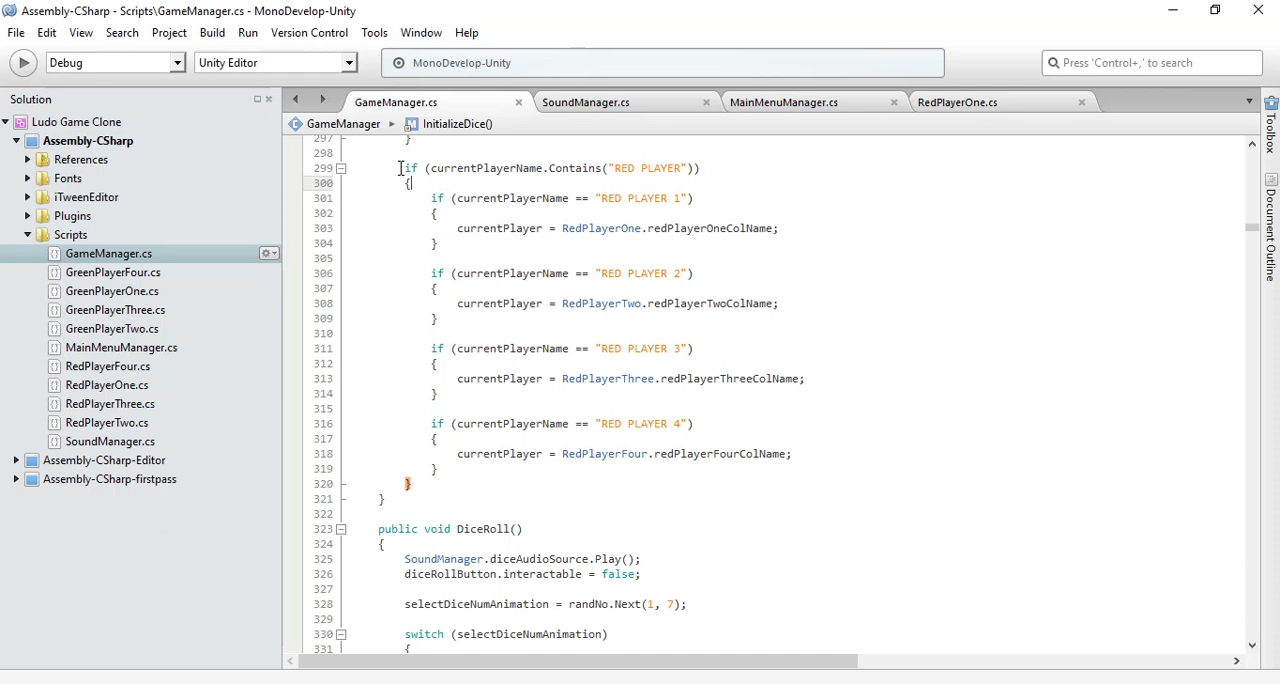 Assembly-CSharp - Scripts\GameManager.cs - MonoDevelop-Unity
File Edit View Search Project Build Run Version Control Tools Window Help
Debug Unity Editor MonoDevelop-Unity Press 'Control+,' to search
Solution
Ludo Game Clone
Assembly-CSharp
References
Fonts
iTweenEditor
Plugins
Scripts
GameManager.cs
GreenPlayerFour.cs
GreenPlayerOne.cs
GreenPlayerThree.cs
GreenPlayerTwo.cs
MainMenuManager.cs
RedPlayerFour.cs
RedPlayerOne.cs
RedPlayerThree.cs
RedPlayerTwo.cs
SoundManager.cs
Assembly-CSharp-Editor
Assembly-CSharp-firstpass
GameManager.cs SoundManager.cs MainMenuManager.cs RedPlayerOne.cs
GameManager InitializeDice()
297 }
298
299 if (currentPlayerName.Contains("RED PLAYER"))
300 {
301 if (currentPlayerName == "RED PLAYER 1")
302 {
303 currentPlayer = RedPlayerOne.redPlayerOneColName;
304 }
305
306 if (currentPlayerName == "RED PLAYER 2")
307 {
308 currentPlayer = RedPlayerTwo.redPlayerTwoColName;
309 }
310
311 if (currentPlayerName == "RED PLAYER 3")
312 {
313 currentPlayer = RedPlayerThree.redPlayerThreeColName;
314 }
315
316 if (currentPlayerName == "RED PLAYER 4")
317 {
318 currentPlayer = RedPlayerFour.redPlayerFourColName;
319 }
320 }
321 }
322
323 public void DiceRoll()
324 {
325 SoundManager.diceAudioSource.Play();
326 diceRollButton.interactable = false;
327
328 selectDiceNumAnimation = randNo.Next(1, 7);
329
330 switch (selectDiceNumAnimation)
331 {
Toolbox
Document Outline